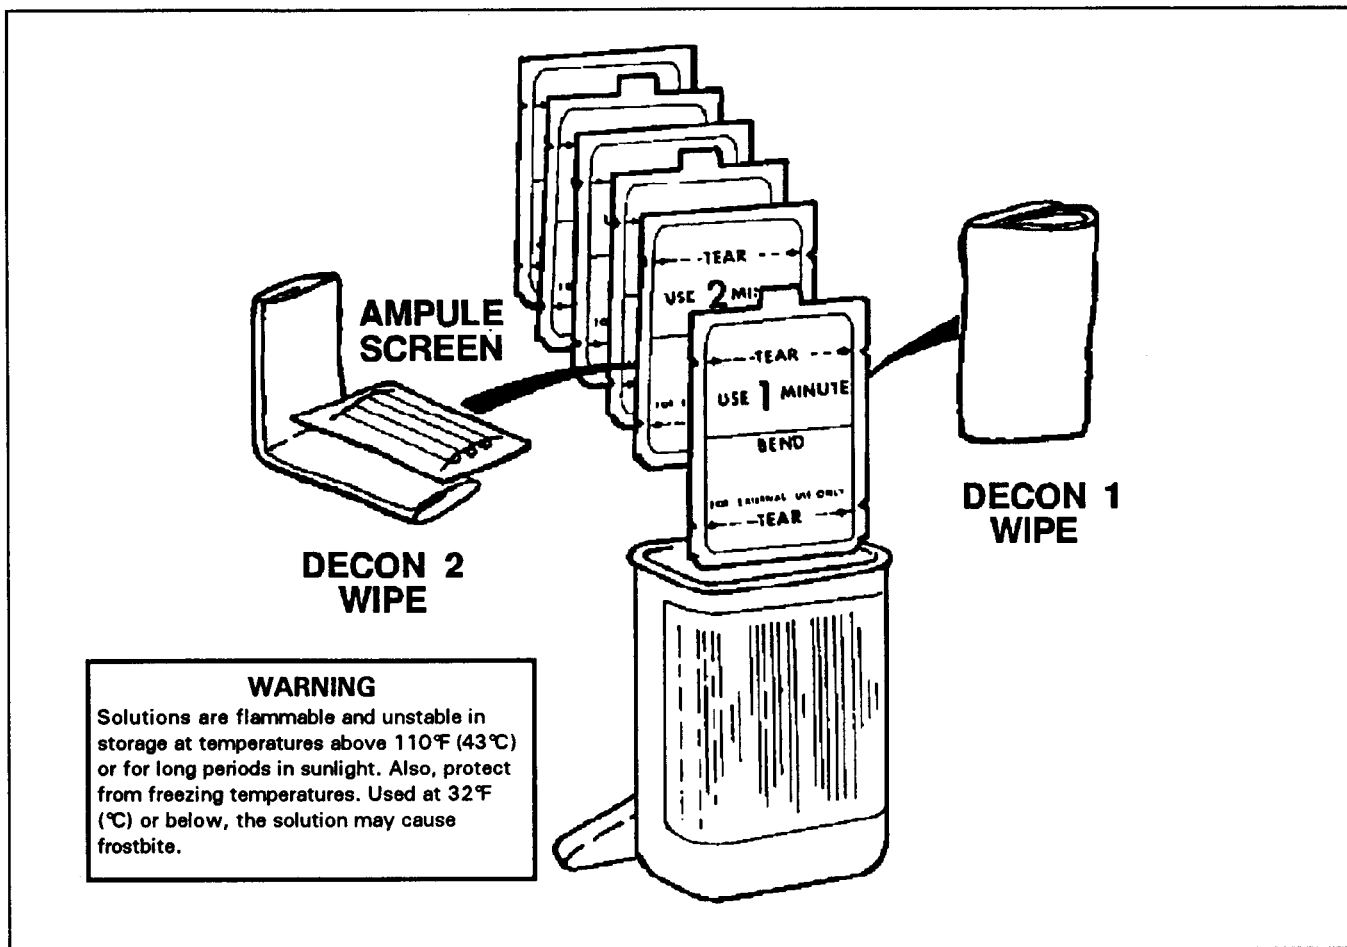 TEAR
USE 2 MIN
TEAR
USE 1 MINUTE
BEND
FOR EXTERNAL USE ONLY
TEAR
AMPULE
SCREEN
DECON 2
WIPE
DECON 1
WIPE
WARNING
Solutions are flammable and unstable in
storage at temperatures above 110°F (43°C)
or for long periods in sunlight. Also, protect
from freezing temperatures. Used at 32°F
(°C) or below, the solution may cause
frostbite.